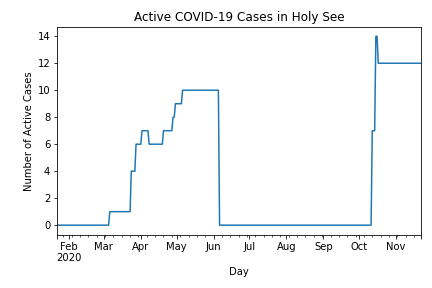 Active COVID-19 Cases in Holy See
Number of Active Cases
14
12
10
8
6
4
2
0
Feb Mar Apr May Jun Jul Aug Sep Oct Nov
2020
Day